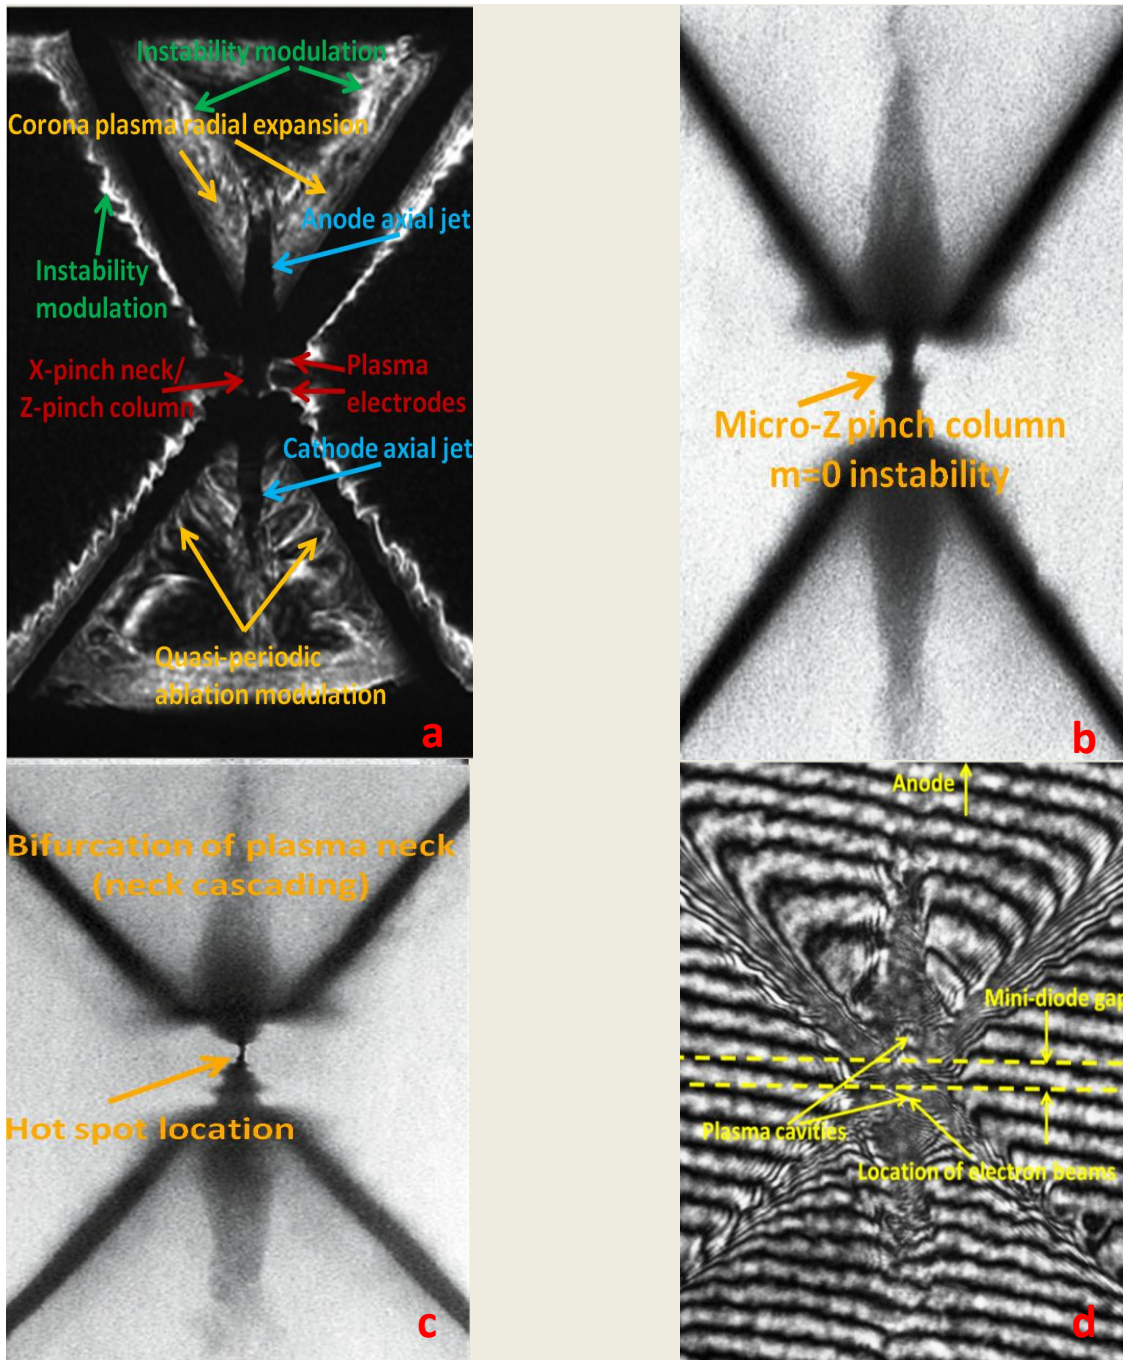 Instability modulation
Corona plasma radial expansion
Anode axial jet
Instability
modulation
X-pinch neck/
Z-pinch column
Plasma
electrodes
Cathode axial jet
Quasi-periodic
ablation modulation
a
Micro-Z pinch column
m=0 instability
b
Bifurcation of plasma neck
(neck cascading)
Hot spot location
c
Anode
Mini-diode gap
Plasma cavities
Location of electron beams
d